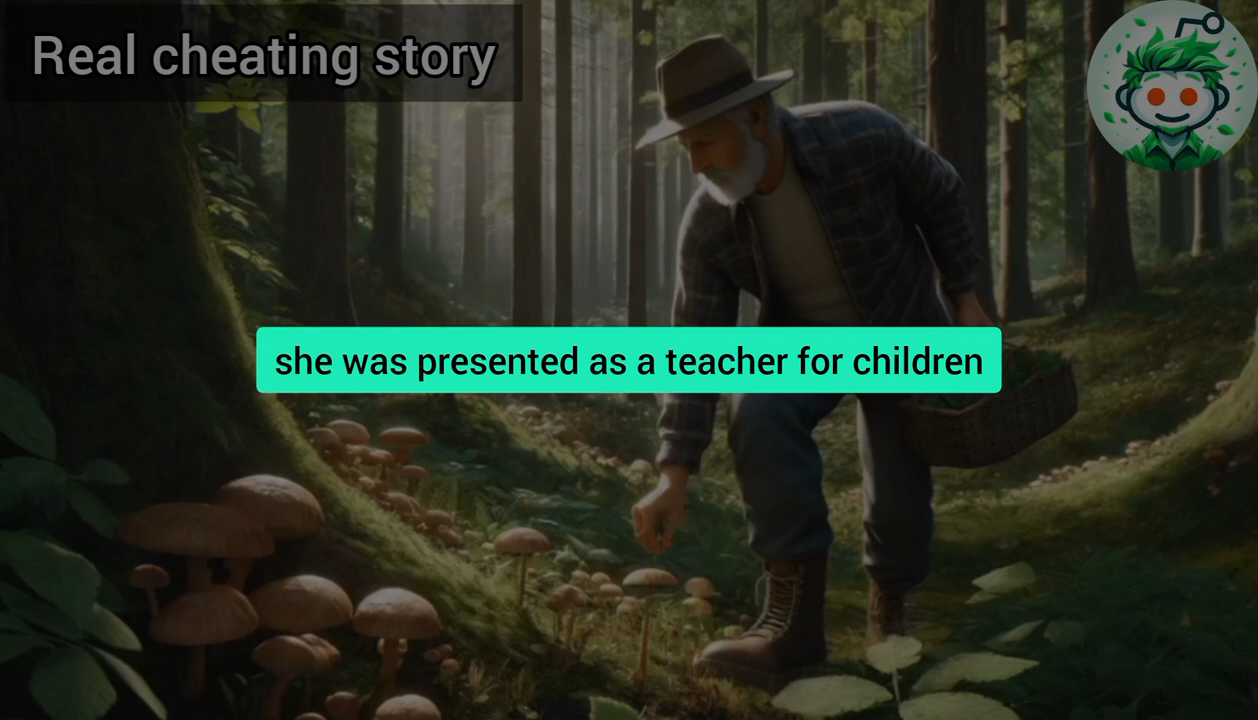 Real cheating story
she was presented as a teacher for children